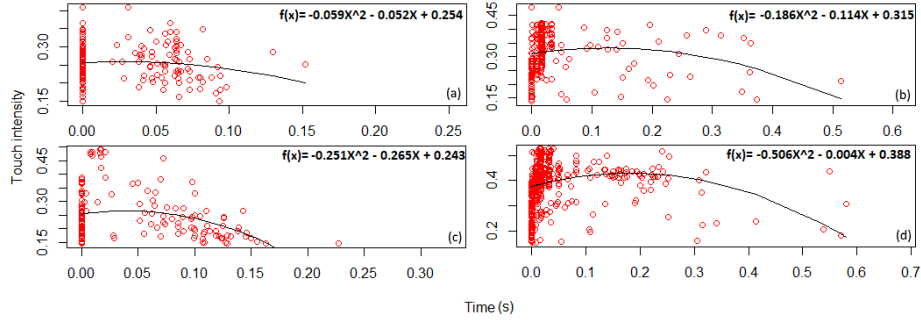 f(x)= -0.059X^2 - 0.052X + 0.254
0.30
0.15
(a)
0.00 0.05 0.10 0.15 0.20 0.25
f(x)= -0.186X^2 - 0.114X + 0.315
0.45
0.30
0.15
(b)
0.0 0.1 0.2 0.3 0.4 0.5 0.6
Touch intensity
f(x)= -0.251X^2 - 0.265X + 0.243
0.45
0.30
0.15
(c)
0.00 0.05 0.10 0.15 0.20 0.25 0.30
f(x)= -0.506X^2 - 0.004X + 0.388
0.4
0.2
(d)
0.0 0.1 0.2 0.3 0.4 0.5 0.6 0.7
Time (s)